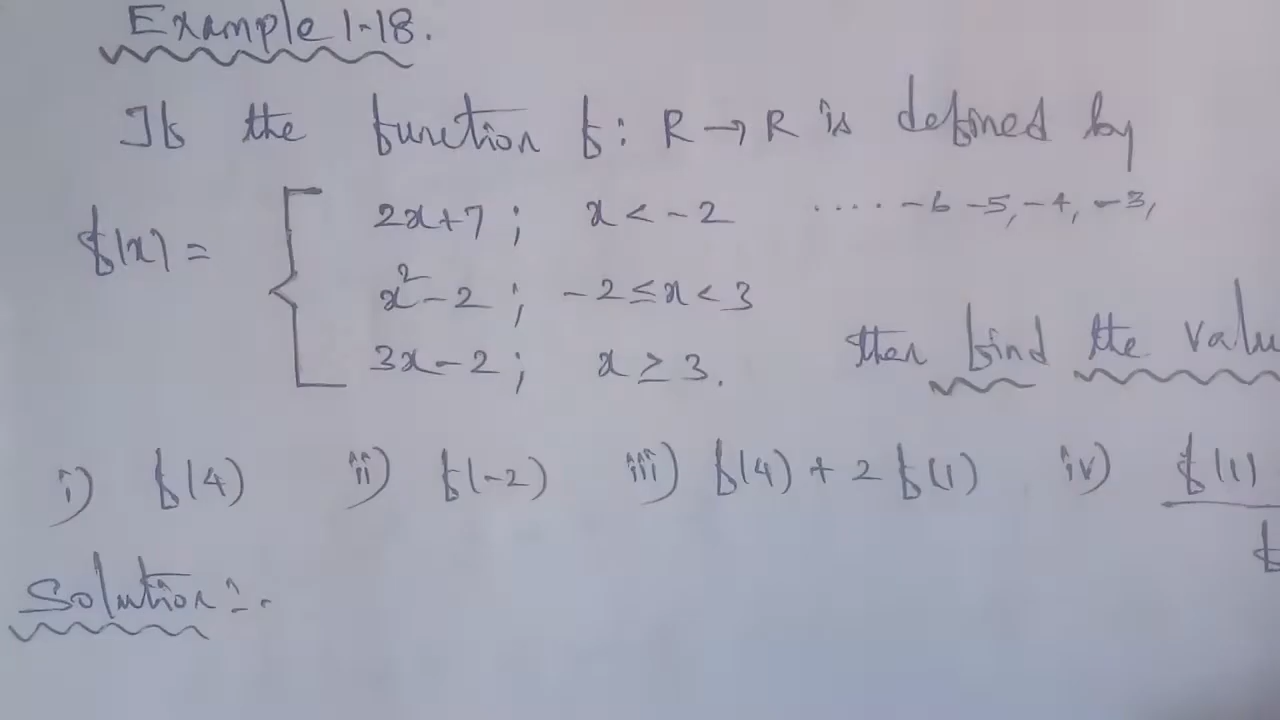 Example 1.18.
If the function f: R→R is defined by
f(x) = { 2x+7 ; x < -2 ..... -6 -5, -4, -3,
x²-2 ; -2 ≤ x < 3
3x-2 ; x ≥ 3. then find the valu
i) f(4) ii) f(-2) iii) f(4) + 2 f(1) iv) f(1)
f
Solution:-